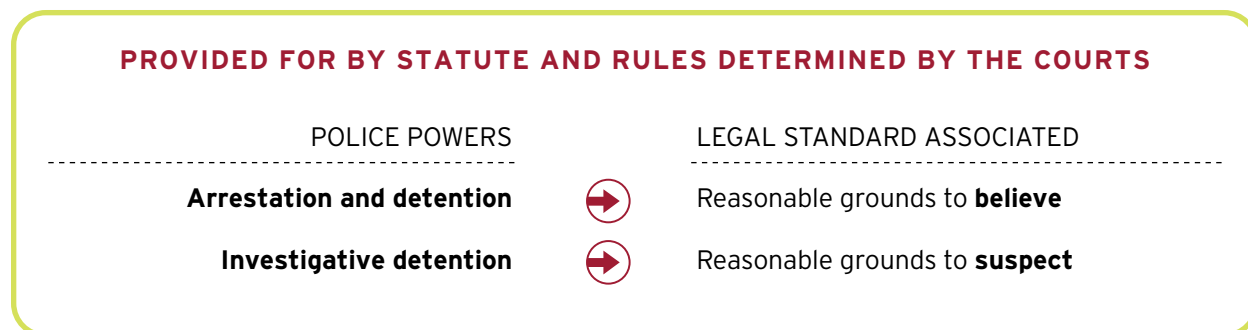 PROVIDED FOR BY STATUTE AND RULES DETERMINED BY THE COURTS
POLICE POWERS LEGAL STANDARD ASSOCIATED
Arrestation and detention Reasonable grounds to believe
Investigative detention Reasonable grounds to suspect